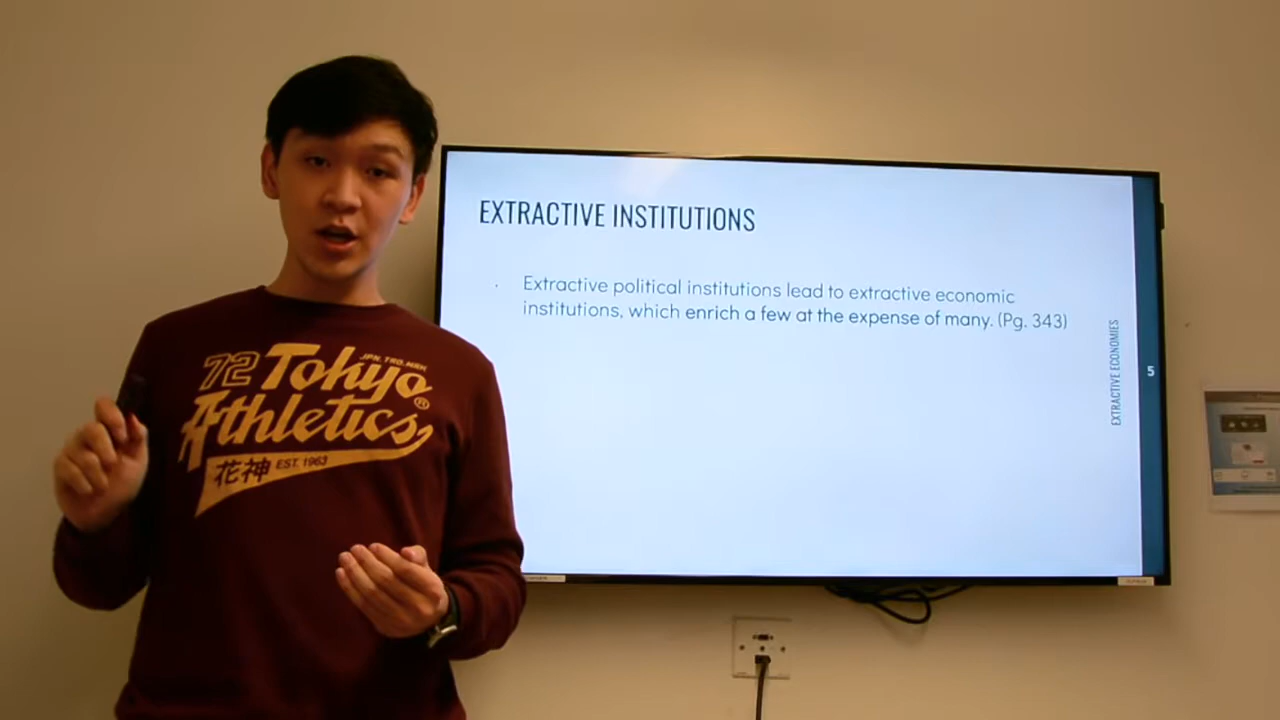 EXTRACTIVE INSTITUTIONS
· Extractive political institutions lead to extractive economic
institutions, which enrich a few at the expense of many. (Pg. 343)
EXTRACTIVE ECONOMIES
5
72 Tokyo
JPN. TRD. MRK
Athletics®
花神 EST. 1963